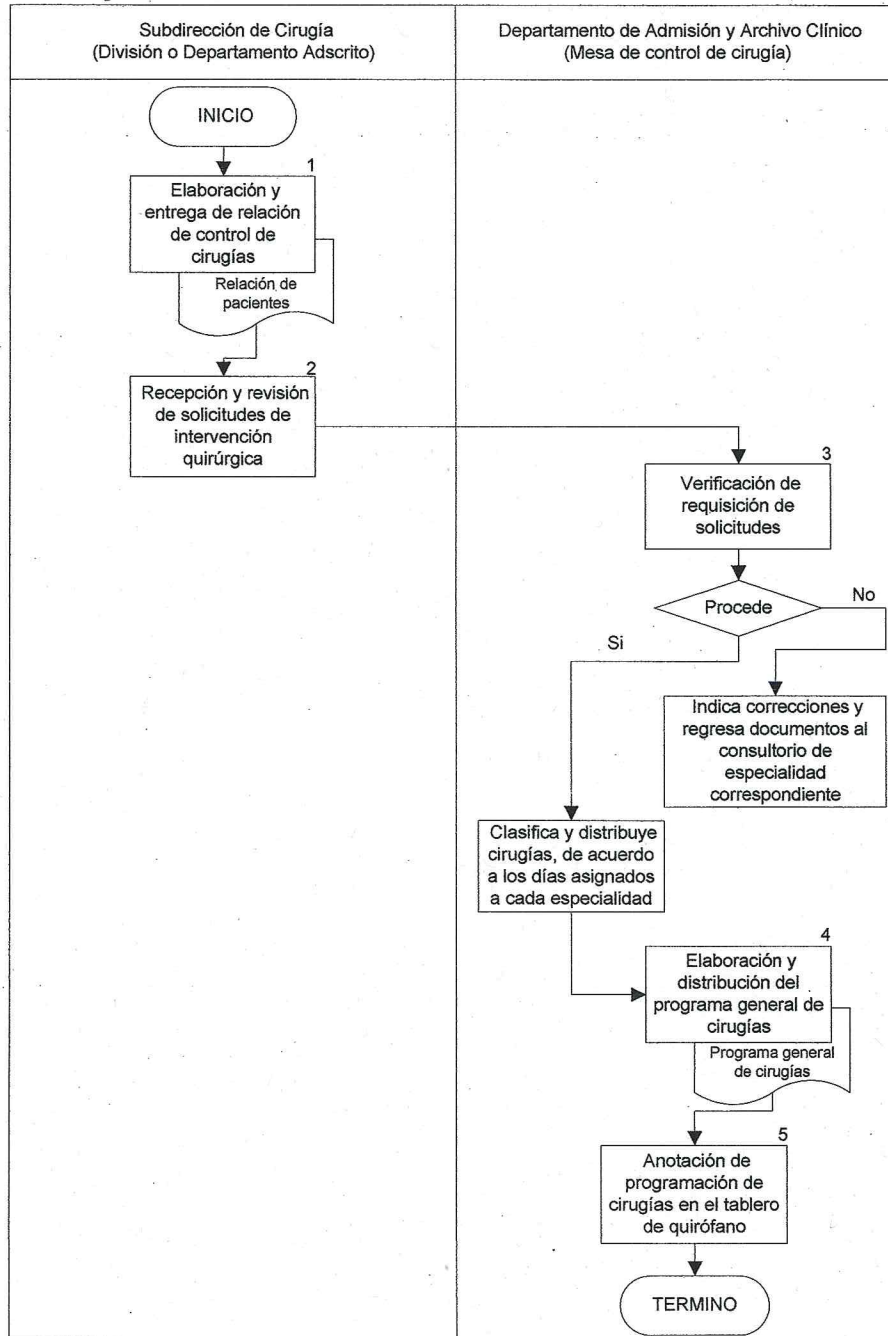 Subdirección de Cirugía
(División o Departamento Adscrito)
Departamento de Admisión y Archivo Clínico
(Mesa de control de cirugía)
INICIO
1
Elaboración y
entrega de relación
de control de
cirugías
Relación de
pacientes
2
Recepción y revisión
de solicitudes de
intervención
quirúrgica
3
Verificación de
requisición de
solicitudes
Procede
No
Si
Indica correcciones y
regresa documentos al
consultorio de
especialidad
correspondiente
Clasifica y distribuye
cirugías, de acuerdo
a los días asignados
a cada especialidad
4
Elaboración y
distribución del
programa general de
cirugías
Programa general
de cirugías
5
Anotación de
programación de
cirugías en el tablero
de quirófano
TERMINO